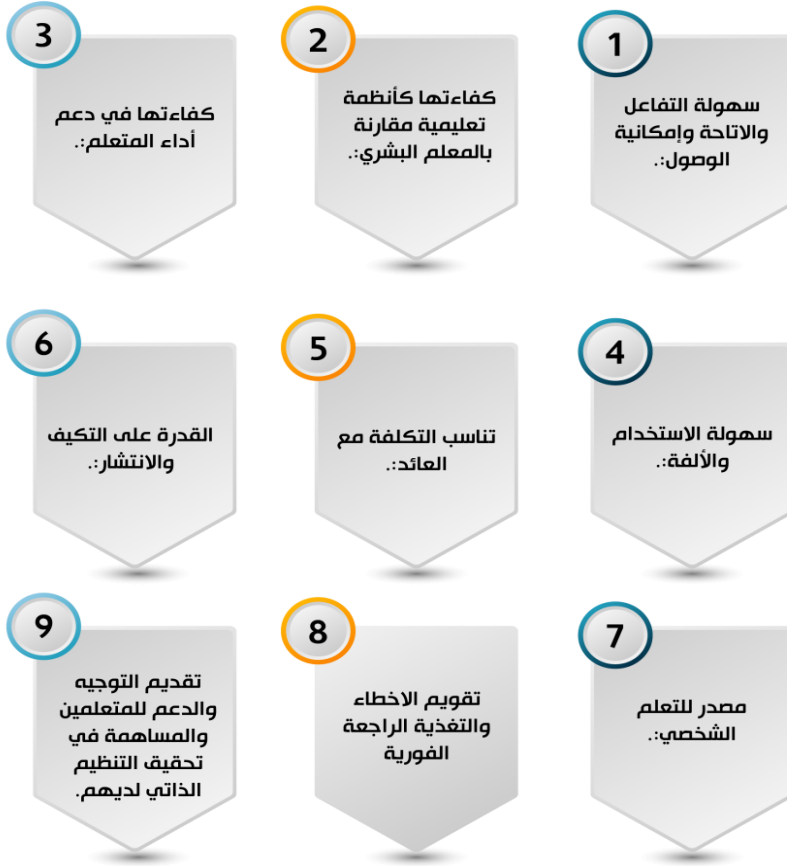 1
سهولة التفاعل
والاتاحة وإمكانية
الوصول:.
2
كفاءتها كأنظمة
تعليمية مقارنة
بالمعلم البشري:.
3
كفاءتها في دعم
أداء المتعلم:.
4
سهولة الاستخدام
والألفة:.
5
تناسب التكلفة مع
العائد:.
6
القدرة على التكيف
والانتشار:.
7
مصدر للتعلم
الشخصي:.
8
تقويم الاخطاء
والتغذية الراجعة
الفورية
9
تقديم التوجيه
والدعم للمتعلمين
والمساهمة في
تحقيق التنظيم
الذاتي لديهم.